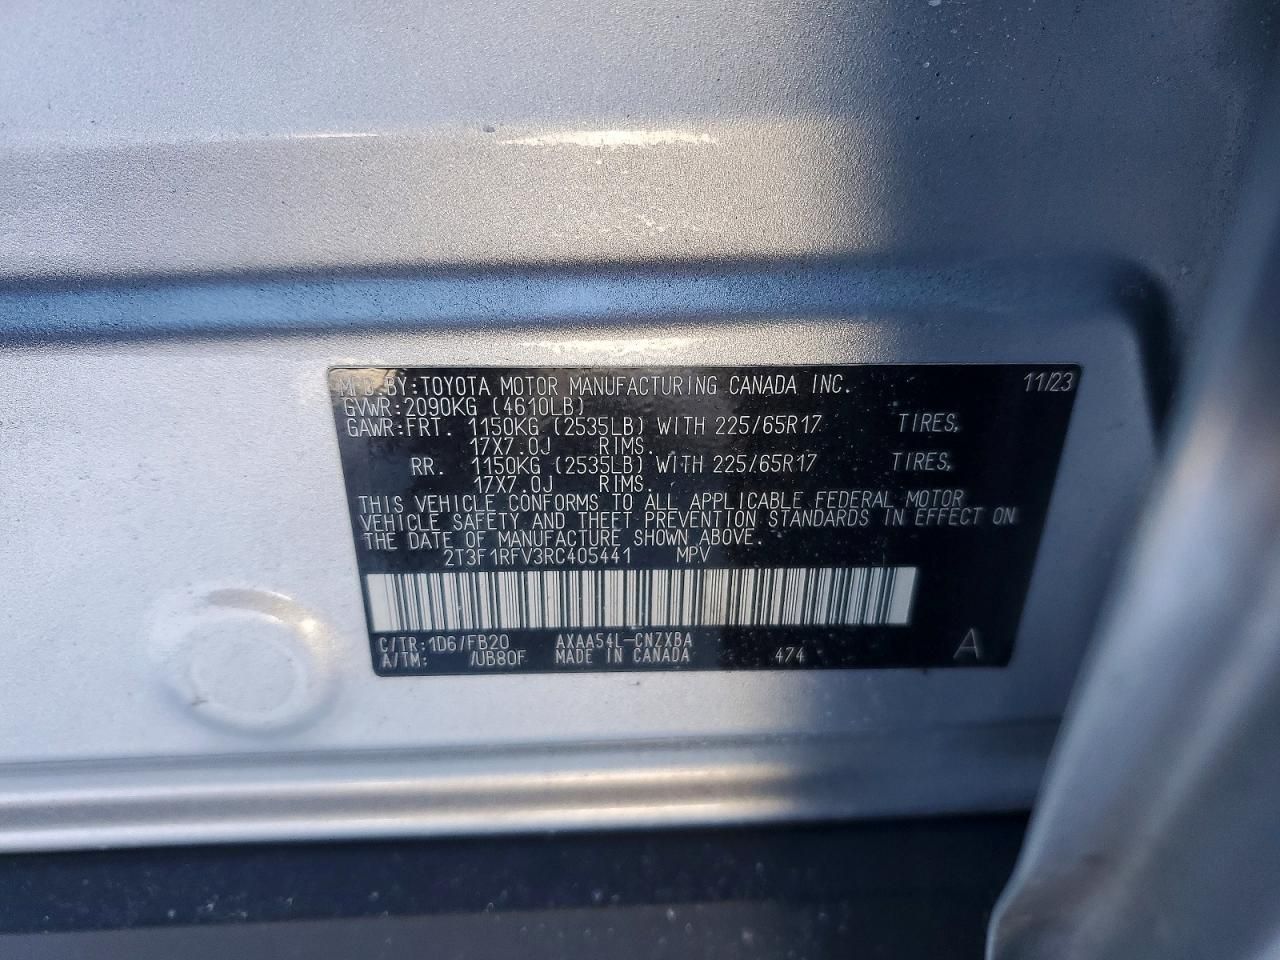 MFD.BY:TOYOTA MOTOR MANUFACTURING CANADA INC. 11/23
GVWR:2090KG (4610LB)
GAWR:FRT. 1150KG (2535LB) WITH 225/65R17 TIRES,
17X7.0J RIMS.
RR. 1150KG (2535LB) WITH 225/65R17 TIRES,
17X7.0J RIMS.
THIS VEHICLE CONFORMS TO ALL APPLICABLE FEDERAL MOTOR
VEHICLE SAFETY AND THEFT PREVENTION STANDARDS IN EFFECT ON
THE DATE OF MANUFACTURE SHOWN ABOVE.
2T3F1RFV3RC405441 MPV
C/TR:1D6/FB20 AXAA54L-CNZXBA
A/TM: /UB80F MADE IN CANADA 474 A